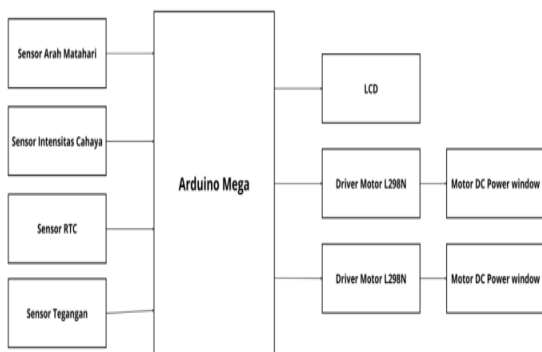 Sensor Arah Matahari
Sensor Intensitas Cahaya
Sensor RTC
Sensor Tegangan
Arduino Mega
LCD
Driver Motor L298N
Motor DC Power window
Driver Motor L298N
Motor DC Power window